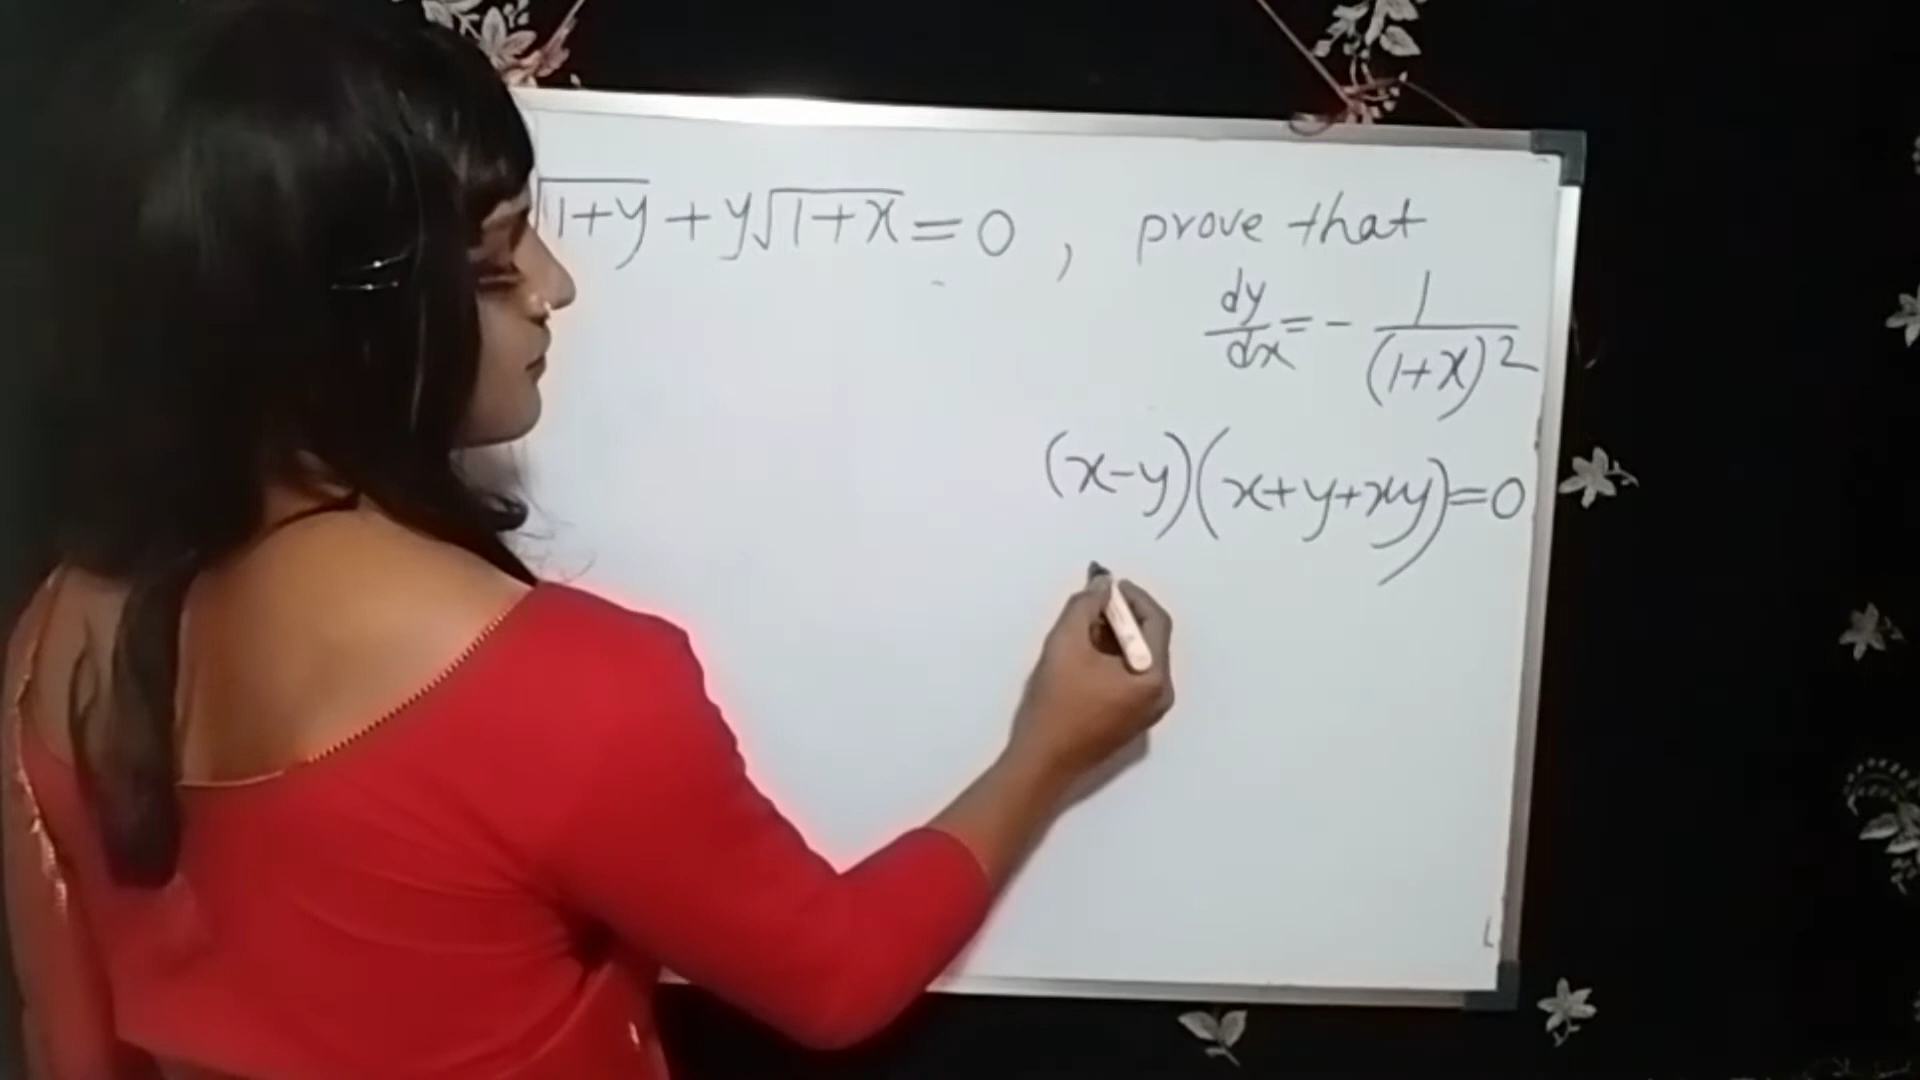 √1+y + y√1+x = 0 , prove that
dy/dx = - 1/(1+x)²
(x-y)(x+y+xy)=0